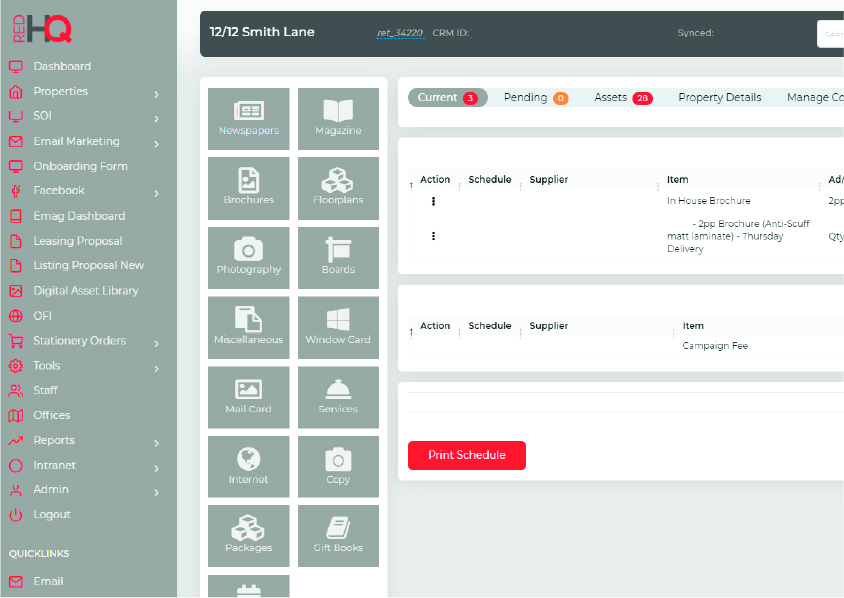 RED HQ
Dashboard
Properties
SOI
Email Marketing
Onboarding Form
Facebook
Emag Dashboard
Leasing Proposal
Listing Proposal New
Digital Asset Library
OFI
Stationery Orders
Tools
Staff
Offices
Reports
Intranet
Admin
Logout
QUICKLINKS
Email
12/12 Smith Lane ret_34220 CRM ID: Synced:
Newspapers Magazine
Brochures Floorplans
Photography Boards
Miscellaneous Window Card
Mail Card Services
Internet Copy
Packages Gift Books
Current 3 Pending 0 Assets 28 Property Details Manage Co
Action Schedule Supplier Item Ad/
In House Brochure 2pp
- 2pp Brochure (Anti-Scuff
matt laminate) - Thursday Qty
Delivery
Action Schedule Supplier Item
Campaign Fee
Print Schedule